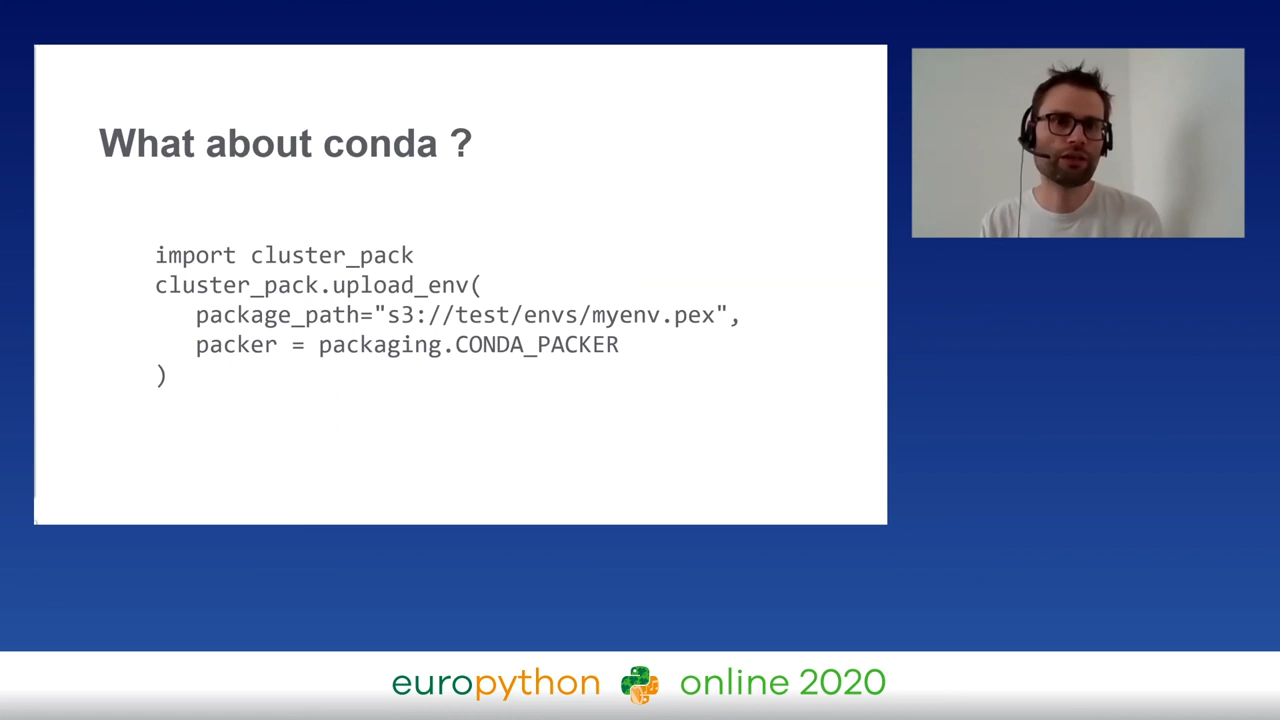 What about conda ?
import cluster_pack
cluster_pack.upload_env(
package_path="s3://test/envs/myenv.pex",
packer = packaging.CONDA_PACKER
)
europython online 2020